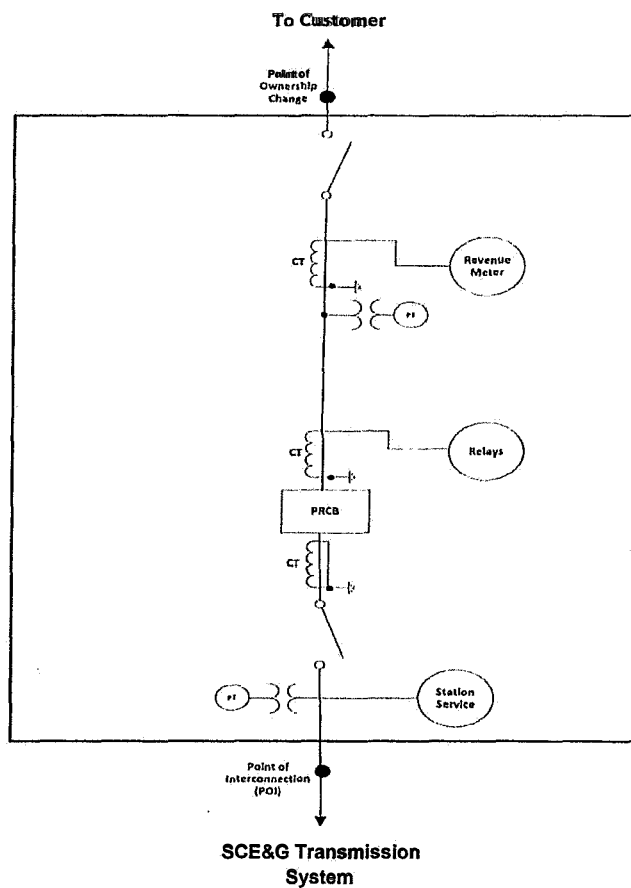 To Customer
Point of
Ownership
Change
CT
Revenue
Meter
PT
CT
Relays
PRCB
CT
PT
Station
Service
Point of
Interconnection
(POI)
SCE&G Transmission
System